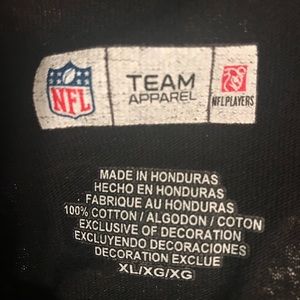 NFL
TEAM
APPAREL
NFLPLAYERS
MADE IN HONDURAS
HECHO EN HONDURAS
FABRIQUE AU HONDURAS
100% COTTON / ALGODON / COTON
EXCLUSIVE OF DECORATION
EXCLUYENDO DECORACIONES
DECORATION EXCLUE
XL/XG/XG